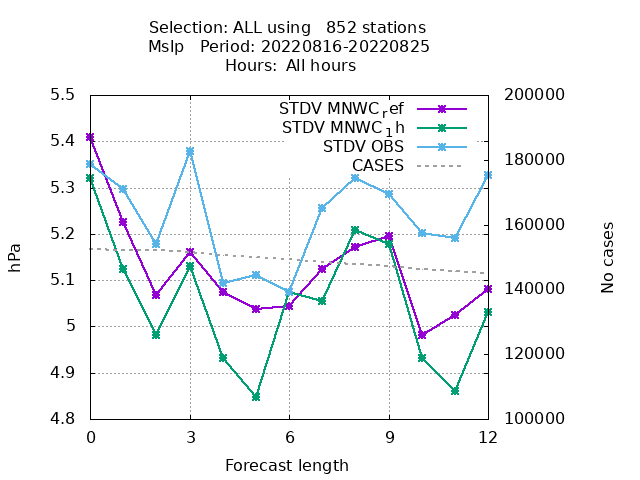 Selection: ALL using   852 stations
Mslp   Period: 20220816-20220825
Hours:  All hours
STDV MNWC_ref
STDV MNWC_1h
STDV OBS
CASES
5.5
5.4
5.3
5.2
5.1
5
4.9
4.8
hPa
200000
180000
160000
140000
120000
100000
No cases
0 3 6 9 12
Forecast length